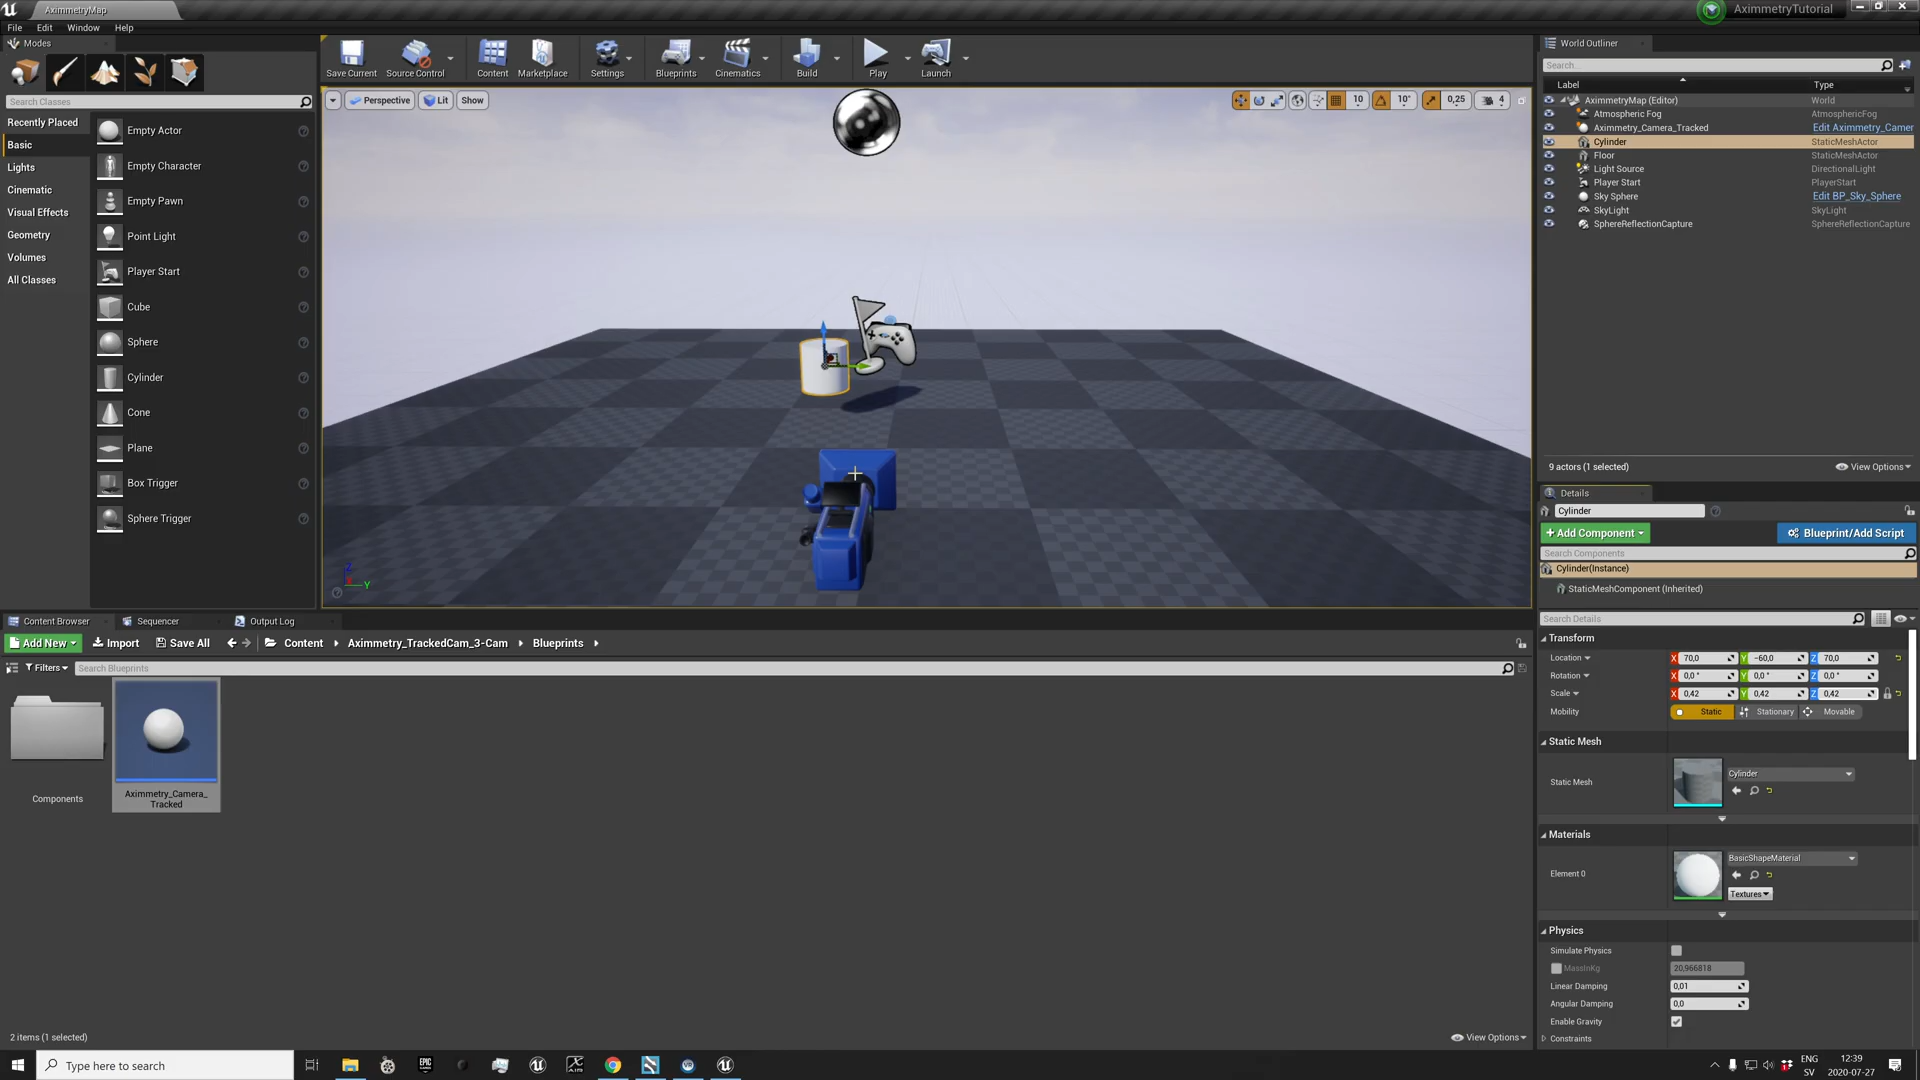 AximmetryMap
AximmetryTutorial
File Edit Window Help
Modes
Search Classes
Recently Placed
Basic
Lights
Cinematic
Visual Effects
Geometry
Volumes
All Classes
Empty Actor
Empty Character
Empty Pawn
Point Light
Player Start
Cube
Sphere
Cylinder
Cone
Plane
Box Trigger
Sphere Trigger
Save Current Source Control Content Marketplace Settings Blueprints Cinematics Build Play Launch
Perspective Lit Show 10 10° 0,25 4
Z Y
World Outliner
Search...
Label Type
AximmetryMap (Editor) World
Atmospheric Fog AtmosphericFog
Aximmetry_Camera_Tracked Edit Aximmetry_Camer
Cylinder StaticMeshActor
Floor StaticMeshActor
Light Source DirectionalLight
Player Start PlayerStart
Sky Sphere Edit BP_Sky_Sphere
SkyLight SkyLight
SphereReflectionCapture SphereReflectionCapture
9 actors (1 selected) View Options
Details
Cylinder
+Add Component Blueprint/Add Script
Search Components
Cylinder(Instance)
StaticMeshComponent (Inherited)
Search Details
Transform
Location X 70,0 Y -60,0 Z 70,0
Rotation X 0,0 ° Y 0,0 ° Z 0,0 °
Scale X 0,42 Y 0,42 Z 0,42
Mobility Static Stationary Movable
Static Mesh
Static Mesh Cylinder
Materials
Element 0 BasicShapeMaterial
Textures
Physics
Simulate Physics
MassInKg 20,966818
Linear Damping 0,01
Angular Damping 0,0
Enable Gravity
Constraints
Content Browser Sequencer Output Log
Add New Import Save All Content Aximmetry_TrackedCam_3-Cam Blueprints
Filters Search Blueprints
Components
Aximmetry_Camera_
Tracked
2 items (1 selected) View Options
Type here to search
EPIC GAMES
ENG
SV
12:39
2020-07-27